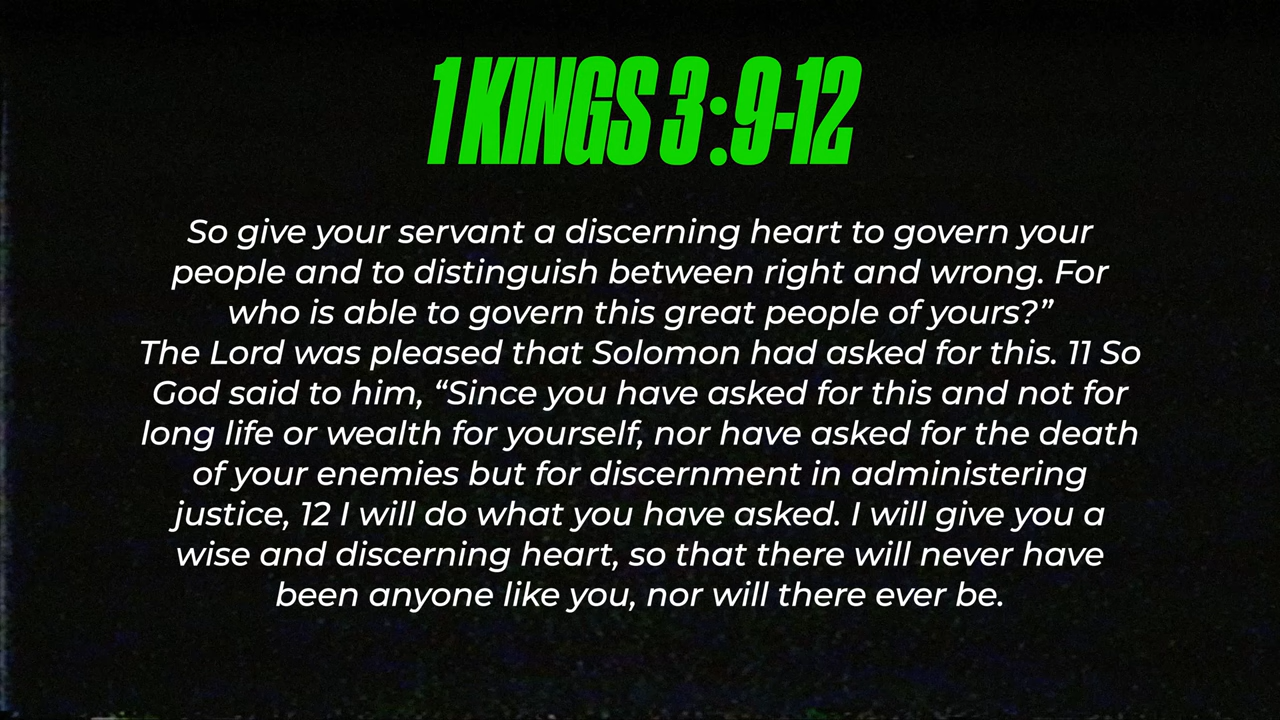 1 KINGS 3:9-12
So give your servant a discerning heart to govern your
people and to distinguish between right and wrong. For
who is able to govern this great people of yours?”
The Lord was pleased that Solomon had asked for this. 11 So
God said to him, “Since you have asked for this and not for
long life or wealth for yourself, nor have asked for the death
of your enemies but for discernment in administering
justice, 12 I will do what you have asked. I will give you a
wise and discerning heart, so that there will never have
been anyone like you, nor will there ever be.